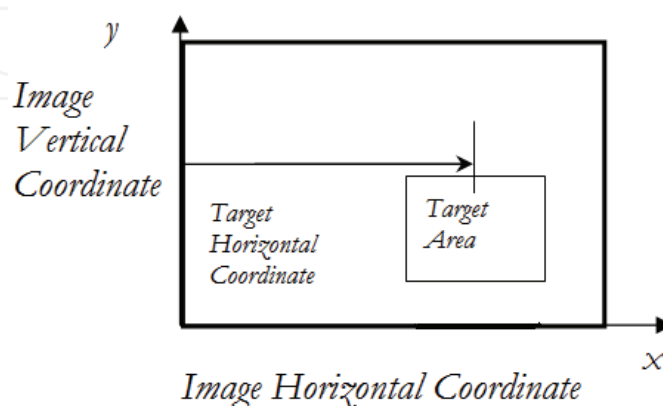 y
Image
Vertical
Coordinate
Target
Horizontal
Coordinate
Target
Area
x
Image Horizontal Coordinate